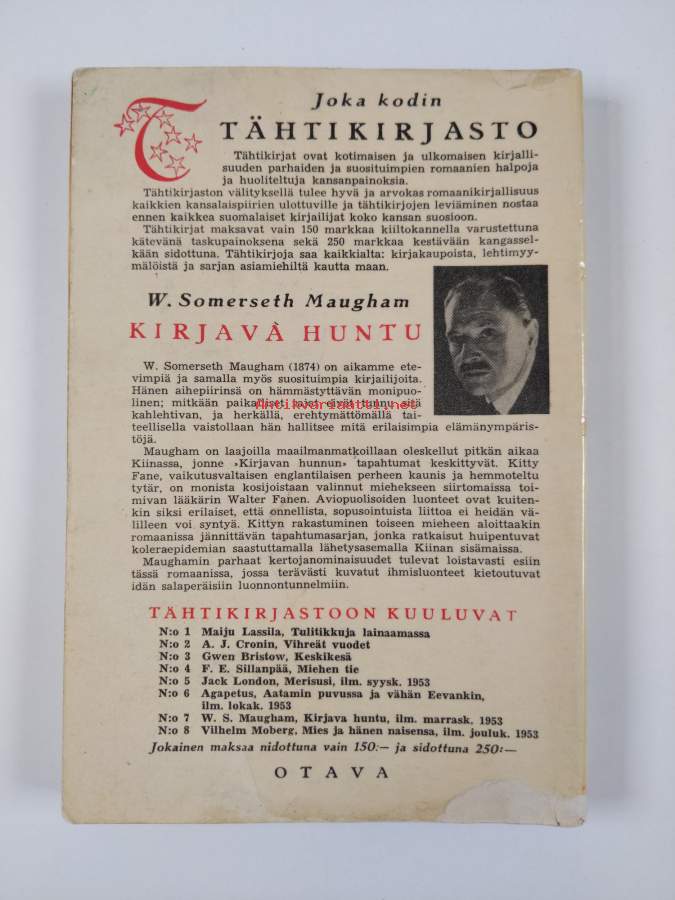 Joka kodin
TÄHTIKIRJASTO
Tähtikirjat ovat kotimaisen ja ulkomaisen kirjalli-
suuden parhaiden ja suosituimpien romaanien halpoja
ja huoliteltuja kansanpainoksia.
Tähtikirjaston välityksellä tulee hyvä ja arvokas romaanikirjallisuus
kaikkien kansalaispiirien ulottuville ja tähtikirjojen leviäminen nostaa
ennen kaikkea suomalaiset kirjailijat koko kansan suosioon.
Tähtikirjat maksavat vain 150 markkaa kiiltokannella varustettuna
kätevänä taskupainoksena sekä 250 markkaa kestävään kangassel-
kään sidottuna. Tähtikirjoja saa kaikkialta: kirjakaupoista, lehtimyy-
mälöistä ja sarjan asiamiehiltä kautta maan.
W. Somerseth Maugham
KIRJAVA HUNTU
W. Somerseth Maugham (1874) on aikamme ete-
vimpiä ja samalla myös suosituimpia kirjailijoita.
Hänen aihepiirinsä on hämmästyttävän monipuo-
linen; mitkään paikalliset rajat eivät tunnu sitä
Antikvariaatti.net
kahlehtivan, ja herkällä, erehtymättömällä tai-
teellisella vaistollaan hän hallitsee mitä erilaisimpia elämänympäris-
töjä.
Maugham on laajoilla maailmanmatkoillaan oleskellut pitkän aikaa
Kiinassa, jonne »Kirjavan hunnun» tapahtumat keskittyvät. Kitty
Fane, vaikutusvaltaisen englantilaisen perheen kaunis ja hemmoteltu
tytär, on monista kosijoistaan valinnut miehekseen siirtomaissa toi-
mivan lääkärin Walter Fanen. Aviopuolisoiden luonteet ovat kuiten-
kin siksi erilaiset, että onnellista, sopusointuista liittoa ei heidän vä-
lilleen voi syntyä. Kittyn rakastuminen toiseen mieheen aloittaakin
romaanissa jännittävän tapahtumasarjan, jonka ratkaisut huipentuvat
koleraepidemian saastuttamalla lähetysasemalla Kiinan sisämaissa.
Maughamin parhaat kertojanominaisuudet tulevat loistavasti esiin
tässä romaanissa, jossa terävästi kuvatut ihmisluonteet kietoutuvat
idän salaperäisiin luonnontunnelmiin.
TÄHTIKIRJASTOON KUULUVAT
N:o 1 Maiju Lassila, Tulitikkuja lainaamassa
N:o 2 A. J. Cronin, Vihreät vuodet
N:o 3 Gwen Bristow, Keskikesä
N:o 4 F. E. Sillanpää, Miehen tie
N:o 5 Jack London, Merisusi, ilm. syysk. 1953
N:o 6 Agapetus, Aatamin puvussa ja vähän Eevankin,
ilm. lokak. 1953
N:o 7 W. S. Maugham, Kirjava huntu, ilm. marrask. 1953
N:o 8 Vilhelm Moberg, Mies ja hänen naisensa, ilm. jouluk. 1953
Jokainen maksaa nidottuna vain 150:— ja sidottuna 250:—
OTAVA